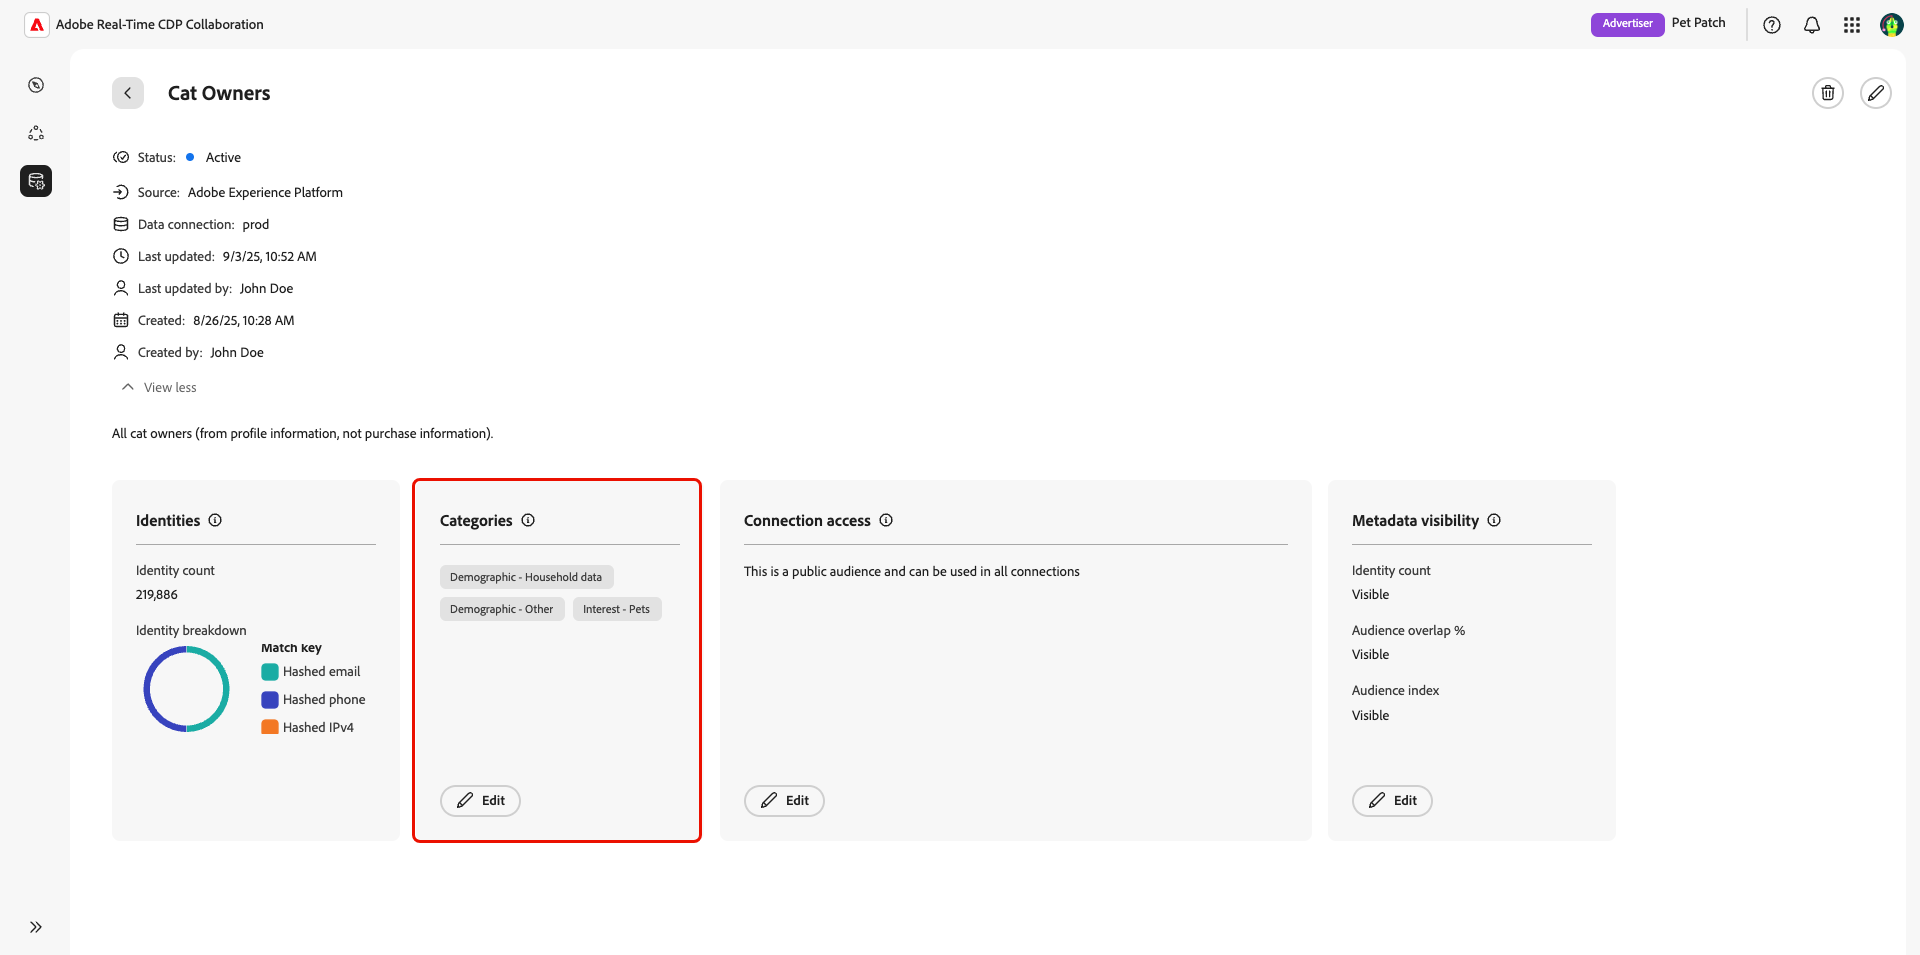 Adobe Real-Time CDP Collaboration
Advertiser
Pet Patch
Cat Owners
Status: Active
Source: Adobe Experience Platform
Data connection: prod
Last updated: 9/3/25, 10:52 AM
Last updated by: John Doe
Created: 8/26/25, 10:28 AM
Created by: John Doe
View less
All cat owners (from profile information, not purchase information).
Identities
Identity count
219,886
Identity breakdown
Match key
Hashed email
Hashed phone
Hashed IPv4
Categories
Demographic - Household data
Demographic - Other
Interest - Pets
Edit
Connection access
This is a public audience and can be used in all connections
Edit
Metadata visibility
Identity count
Visible
Audience overlap %
Visible
Audience index
Visible
Edit